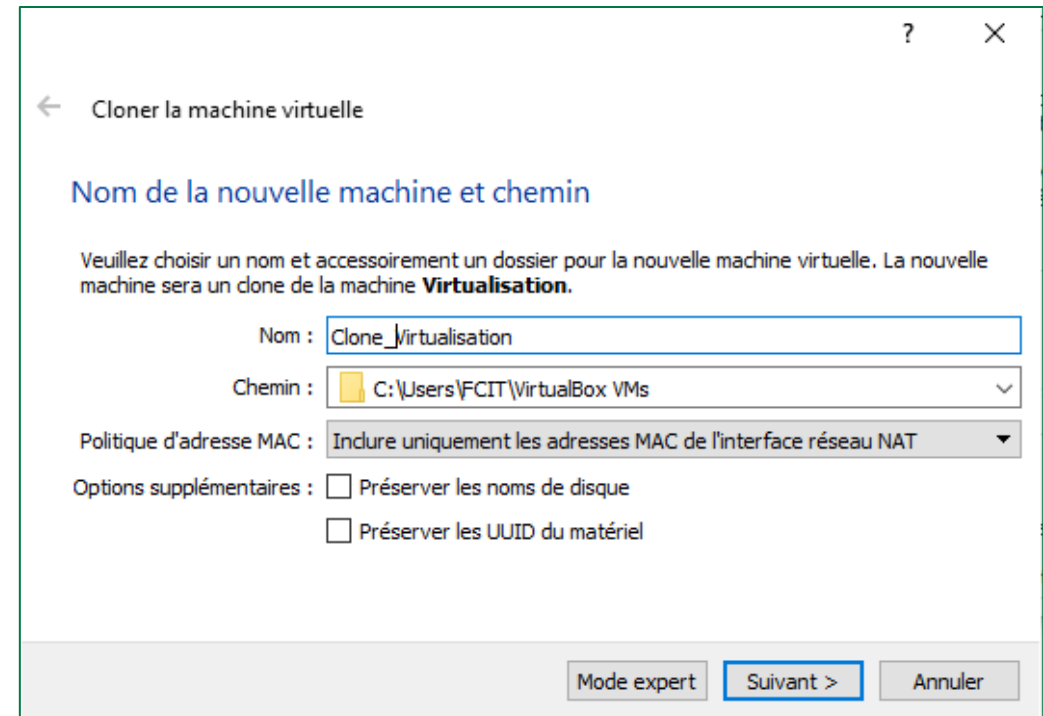 ?
Cloner la machine virtuelle
Nom de la nouvelle machine et chemin
Veuillez choisir un nom et accessoirement un dossier pour la nouvelle machine virtuelle. La nouvelle
machine sera un clone de la machine Virtualisation.
Nom : Clone_Virtualisation
Chemin : C:\Users\FCIT\VirtualBox VMs
Politique d'adresse MAC : Inclure uniquement les adresses MAC de l'interface réseau NAT
Options supplémentaires : Préserver les noms de disque
Préserver les UUID du matériel
Mode expert Suivant > Annuler